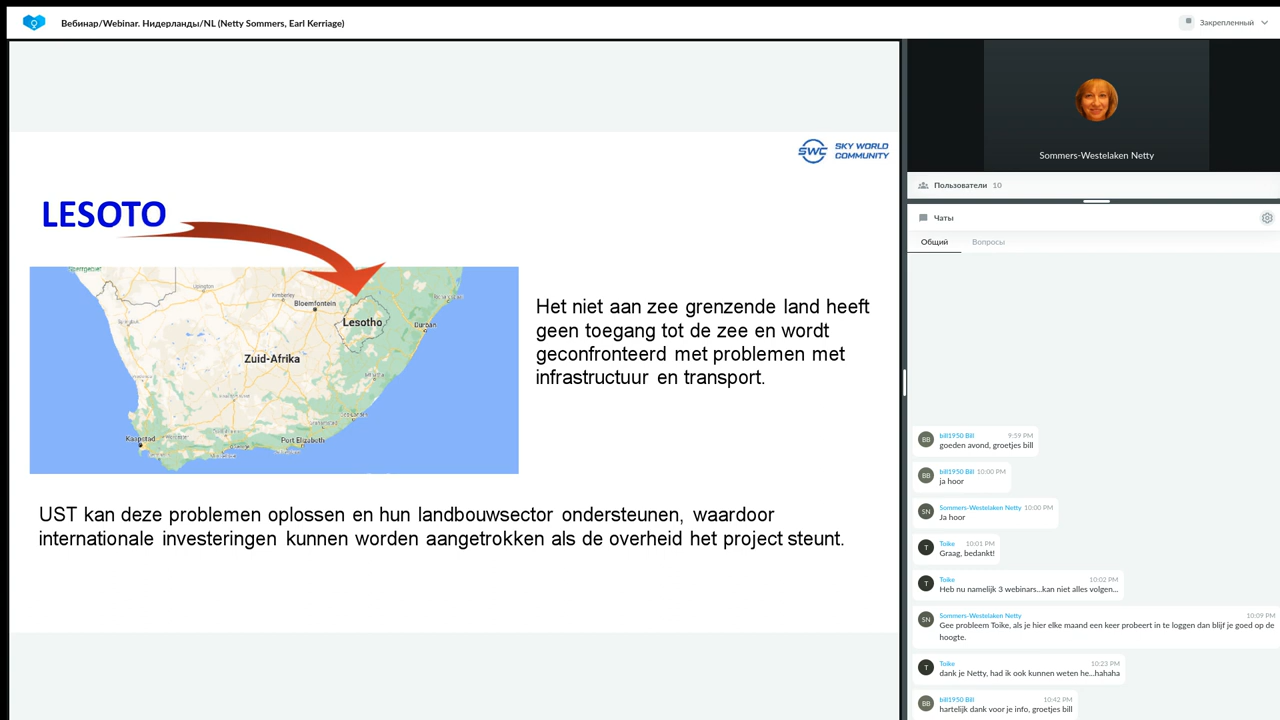 Вебинар/Webinar. Нидерланды/NL (Netty Sommers, Earl Kerriage)
Закрепленный
SWC SKY WORLD
COMMUNITY
LESOTO
Kimberley
Bloemfontein
Lesotho
Durban
Zuid-Afrika
Kaapstad
Port Elizabeth
Het niet aan zee grenzende land heeft
geen toegang tot de zee en wordt
geconfronteerd met problemen met
infrastructuur en transport.
UST kan deze problemen oplossen en hun landbouwsector ondersteunen, waardoor
internationale investeringen kunnen worden aangetrokken als de overheid het project steunt.
Sommers-Westelaken Netty
Пользователи 10
Чаты
Общий Вопросы
BB bill1950 Bill 9:59 PM
goeden avond, groetjes bill
BB bill1950 Bill 10:00 PM
ja hoor
SN Sommers-Westelaken Netty 10:00 PM
Ja hoor
T Toike 10:01 PM
Graag, bedankt!
T Toike 10:02 PM
Heb nu namelijk 3 webinars...kan niet alles volgen...
SN Sommers-Westelaken Netty 10:09 PM
Gee probleem Toike, als je hier elke maand een keer probeert in te loggen dan blijf je goed op de
hoogte.
T Toike 10:23 PM
dank je Netty, had ik ook kunnen weten he...hahaha
BB bill1950 Bill 10:42 PM
hartelijk dank voor je info, groetjes bill